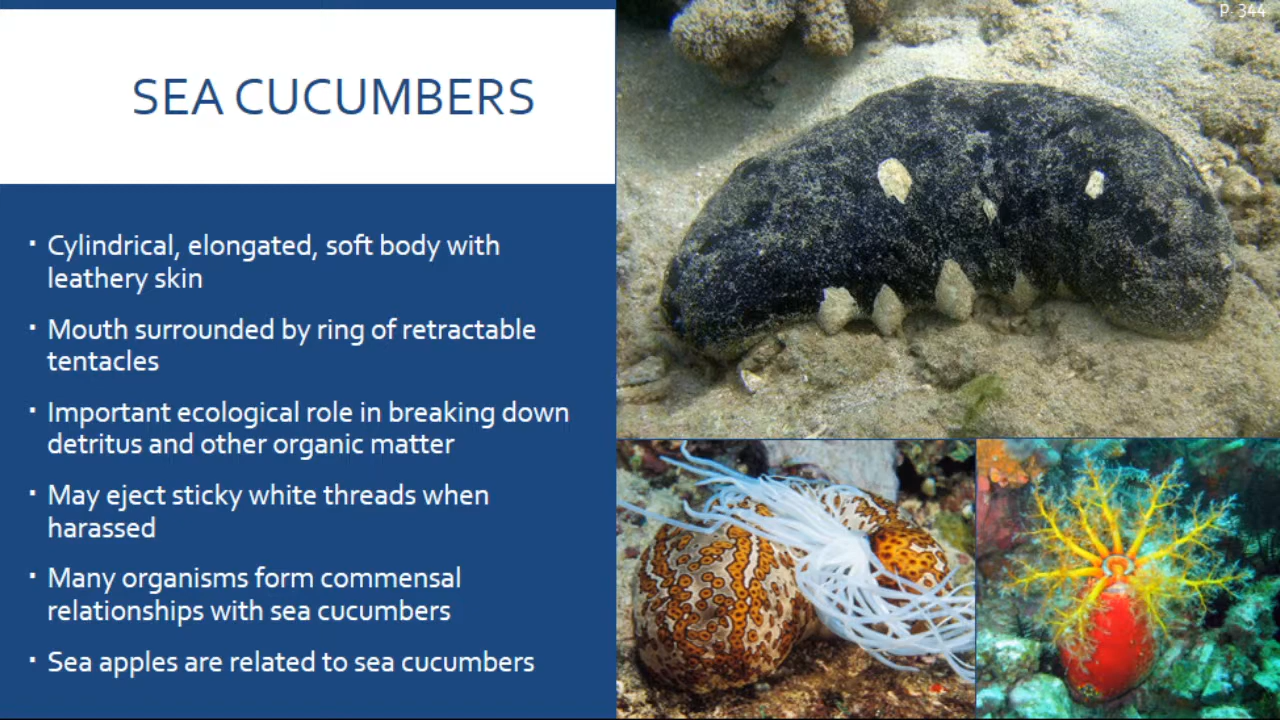 P- 344
SEA CUCUMBERS
▪ Cylindrical, elongated, soft body with
leathery skin
▪ Mouth surrounded by ring of retractable
tentacles
▪ Important ecological role in breaking down
detritus and other organic matter
▪ May eject sticky white threads when
harassed
▪ Many organisms form commensal
relationships with sea cucumbers
▪ Sea apples are related to sea cucumbers